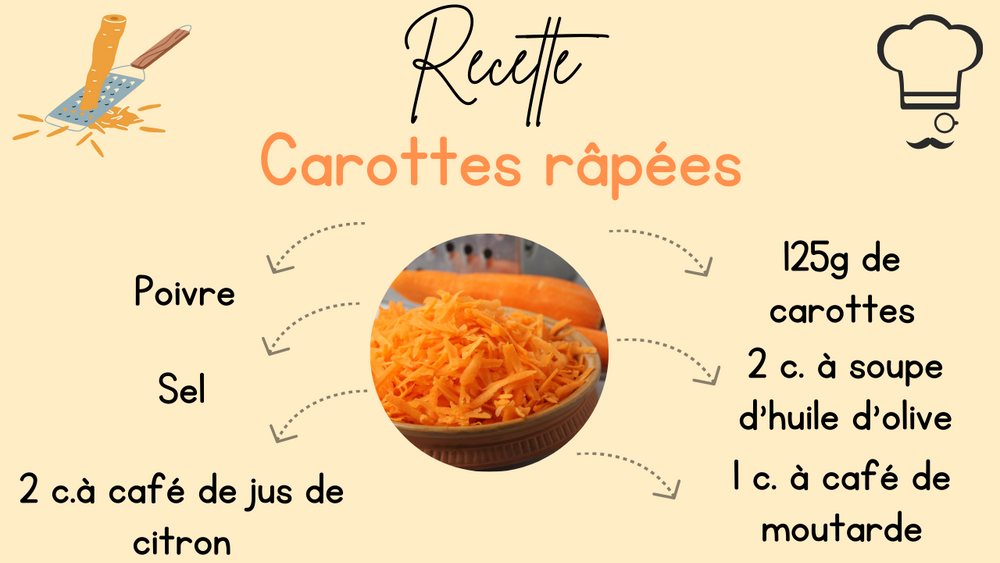 Recette
Carottes râpées
Poivre
Sel
2 c.à café de jus de
citron
125g de
carottes
2 c. à soupe
d'huile d'olive
1 c. à café de
moutarde